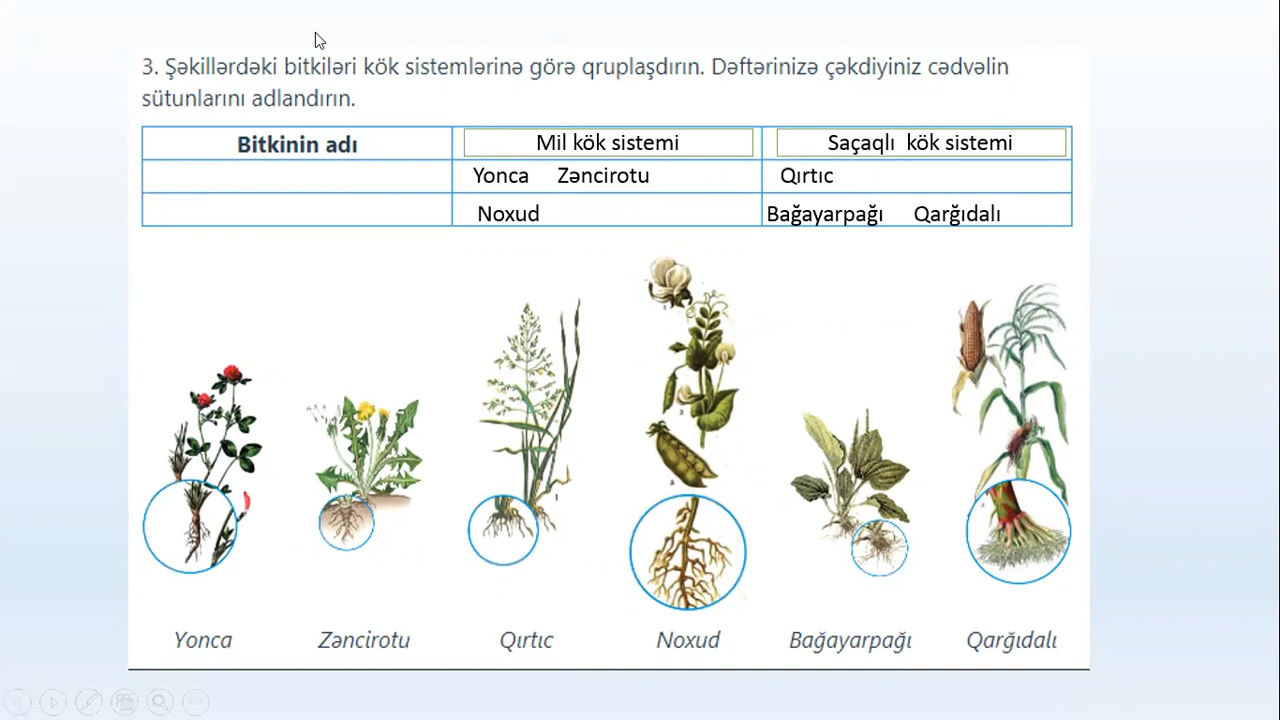 3. Şəkillərdəki bitkiləri kök sistemlərinə görə qruplaşdırın. Dəftərinizə çəkdiyiniz cədvəlin
sütunlarını adlandırın.
Bitkinin adı Mil kök sistemi Saçaqlı kök sistemi
Yonca Zəncirotu Qırtıc
Noxud Bağayarpağı Qarğıdalı
Yonca Zəncirotu Qırtıc Noxud Bağayarpağı Qarğıdalı